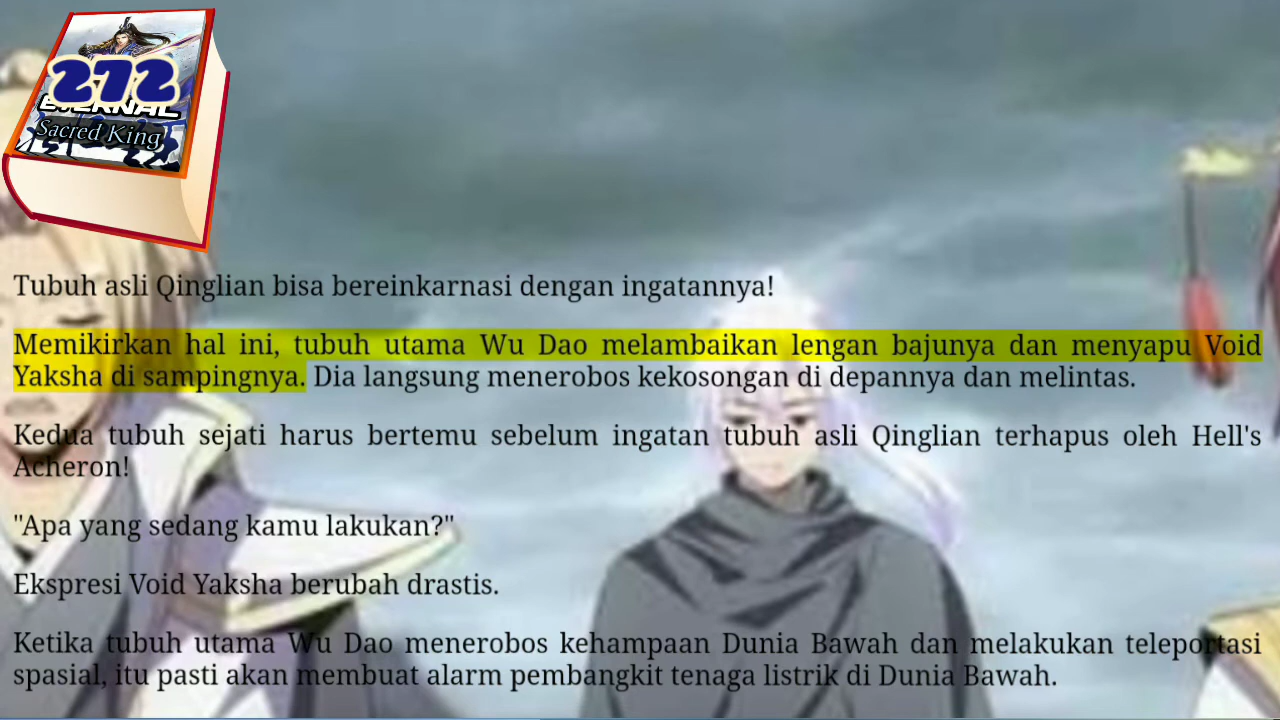 272
ETERNAL
Sacred King
Tubuh asli Qinglian bisa bereinkarnasi dengan ingatannya!
Memikirkan hal ini, tubuh utama Wu Dao melambaikan lengan bajunya dan menyapu Void
Yaksha di sampingnya. Dia langsung menerobos kekosongan di depannya dan melintas.
Kedua tubuh sejati harus bertemu sebelum ingatan tubuh asli Qinglian terhapus oleh Hell's
Acheron!
"Apa yang sedang kamu lakukan?"
Ekspresi Void Yaksha berubah drastis.
Ketika tubuh utama Wu Dao menerobos kehampaan Dunia Bawah dan melakukan teleportasi
spasial, itu pasti akan membuat alarm pembangkit tenaga listrik di Dunia Bawah.